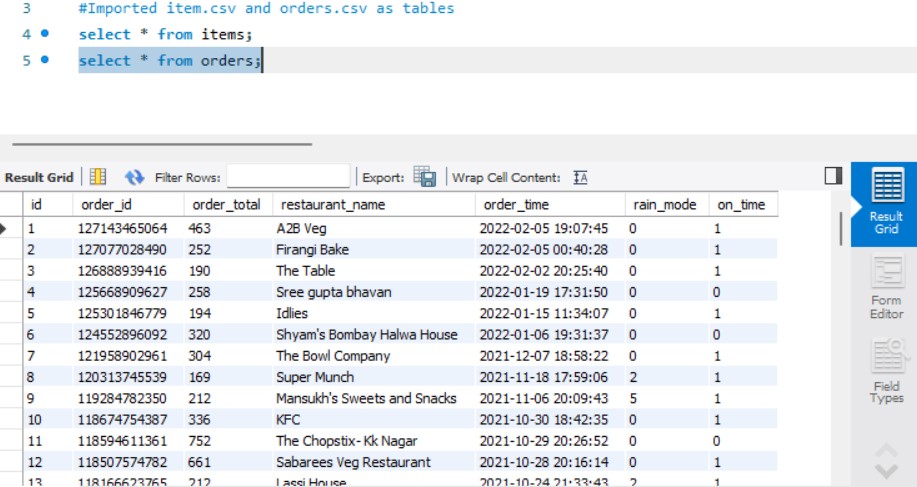 3 #Imported item.csv and orders.csv as tables
4 select * from items;
5 select * from orders;
Result Grid Filter Rows: Export: Wrap Cell Content: IA
id order_id order_total restaurant_name order_time rain_mode on_time
1 127143465064 463 A2B Veg 2022-02-05 19:07:45 0 1
2 127077028490 252 Firangi Bake 2022-02-05 00:40:28 0 1
3 126888939416 190 The Table 2022-02-02 20:25:40 0 1
4 125668909627 258 Sree gupta bhavan 2022-01-19 17:31:50 0 0
5 125301846779 194 Idlies 2022-01-15 11:34:07 0 1
6 124552896092 320 Shyam's Bombay Halwa House 2022-01-06 19:31:37 0 0
7 121958902961 304 The Bowl Company 2021-12-07 18:58:22 0 1
8 120313745539 169 Super Munch 2021-11-18 17:59:06 2 1
9 119284782350 212 Mansukh's Sweets and Snacks 2021-11-06 20:09:43 5 1
10 118674754387 336 KFC 2021-10-30 18:42:35 0 1
11 118594611361 752 The Chopstix- Kk Nagar 2021-10-29 20:26:52 0 0
12 118507574782 661 Sabarees Veg Restaurant 2021-10-28 20:16:14 0 1
13 118166623765 212 Lassi House 2021-10-24 21:33:43 2 1
Result
Grid
Form
Editor
Field
Types